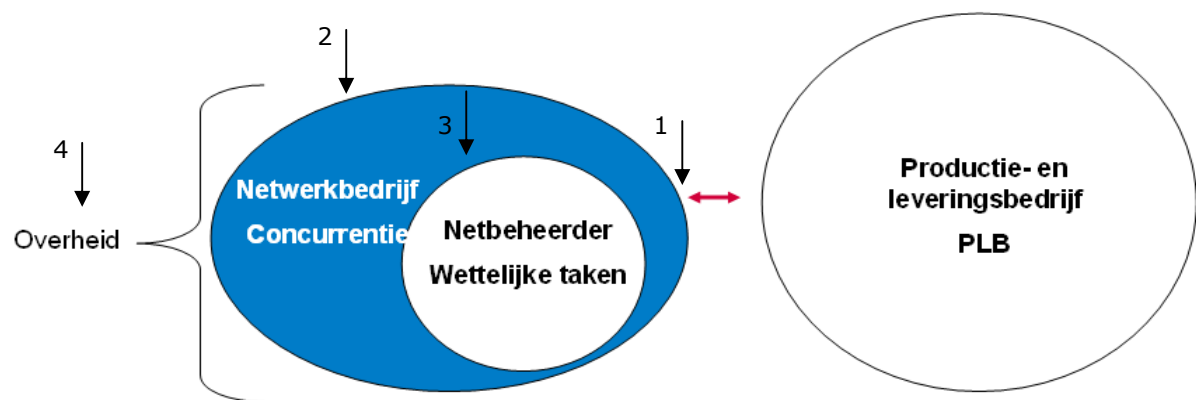 2
3
1
4
Overheid
Netwerkbedrijf
Concurrentie
Netbeheerder
Wettelijke taken
Productie- en
leveringsbedrijf
PLB